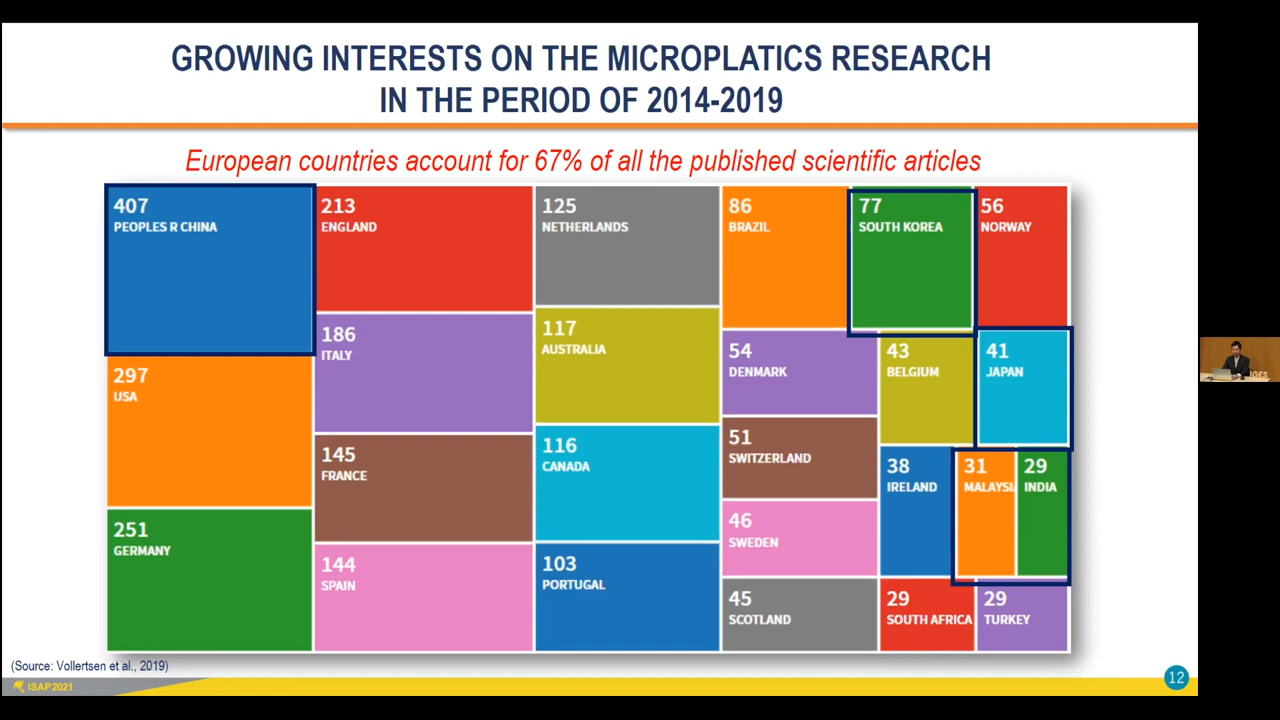 GROWING INTERESTS ON THE MICROPLATICS RESEARCH
IN THE PERIOD OF 2014-2019
European countries account for 67% of all the published scientific articles
407
PEOPLES R CHINA
297
USA
251
GERMANY
213
ENGLAND
186
ITALY
145
FRANCE
144
SPAIN
125
NETHERLANDS
117
AUSTRALIA
116
CANADA
103
PORTUGAL
86
BRAZIL
77
SOUTH KOREA
56
NORWAY
54
DENMARK
51
SWITZERLAND
46
SWEDEN
45
SCOTLAND
43
BELGIUM
41
JAPAN
38
IRELAND
31
MALAYSI
29
INDIA
29
SOUTH AFRICA
29
TURKEY
(Source: Vollertsen et al., 2019)
ISAP2021
12
IGES